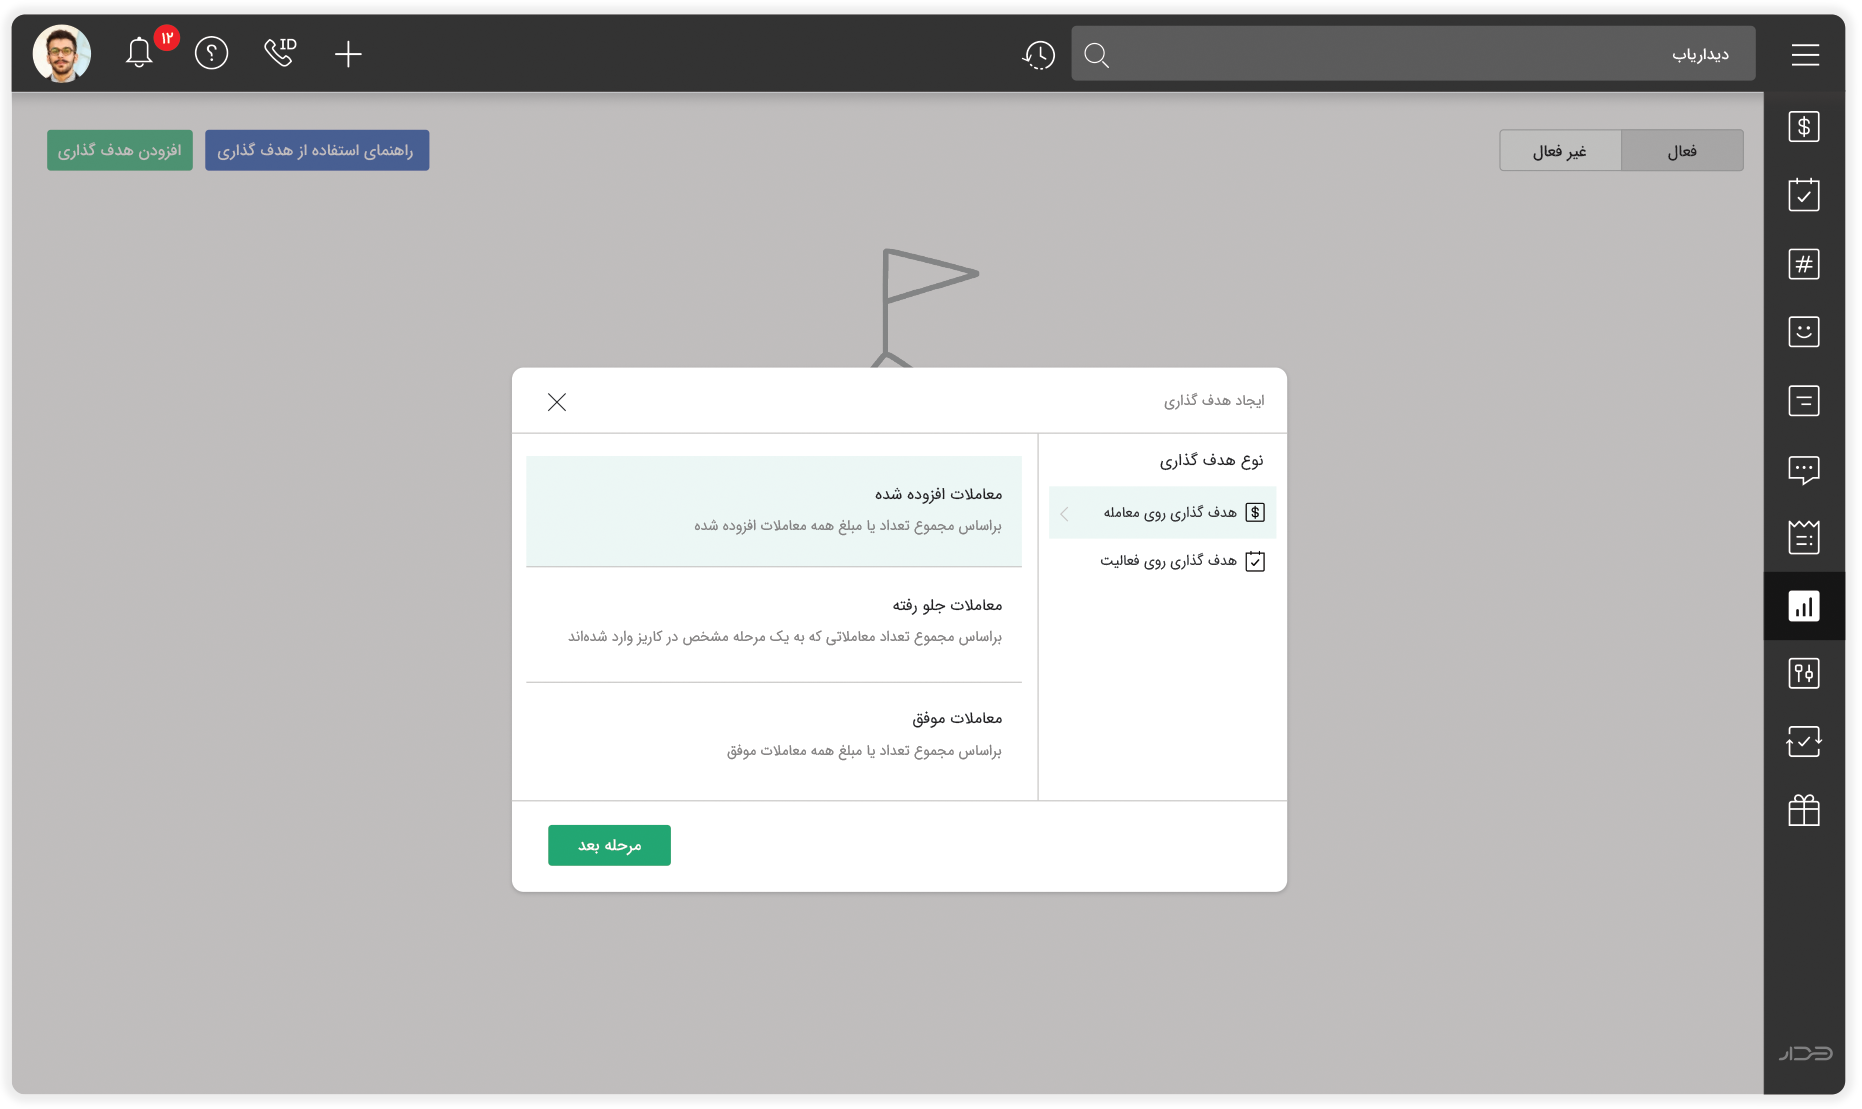 دیداریاب
ID
۱۲
فعال
غیر فعال
راهنمای استفاده از هدف گذاری
افزودن هدف گذاری
ایجاد هدف گذاری
نوع هدف گذاری
هدف گذاری روی معامله
هدف گذاری روی فعالیت
معاملات افزوده شده
براساس مجموع تعداد یا مبلغ همه معاملات افزوده شده
معاملات جلو رفته
براساس مجموع تعداد معاملاتی که به یک مرحله مشخص در کاریز وارد شده‌اند
معاملات موفق
براساس مجموع تعداد یا مبلغ همه معاملات موفق
مرحله بعد
دیدار